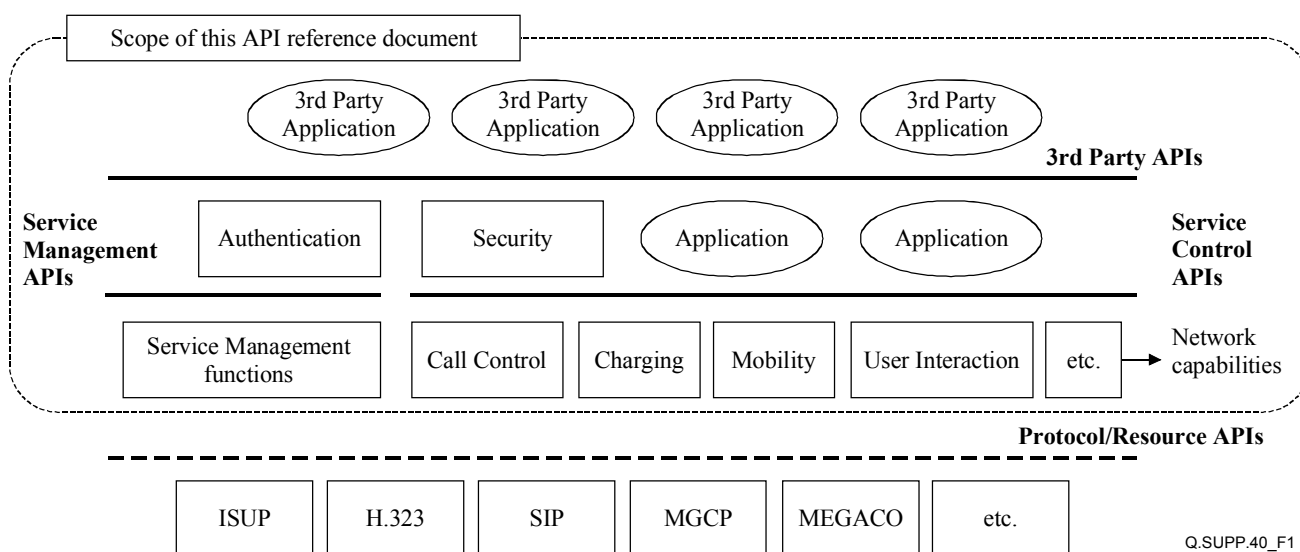 Scope of this API reference document
3rd Party
Application
3rd Party
Application
3rd Party
Application
3rd Party
Application
3rd Party APIs
Service
Management
APIs
Authentication
Security
Application
Application
Service
Control
APIs
Service Management
functions
Call Control
Charging
Mobility
User Interaction
etc.
Network
capabilities
Protocol/Resource APIs
ISUP
H.323
SIP
MGCP
MEGACO
etc.
Q.SUPP.40_F1